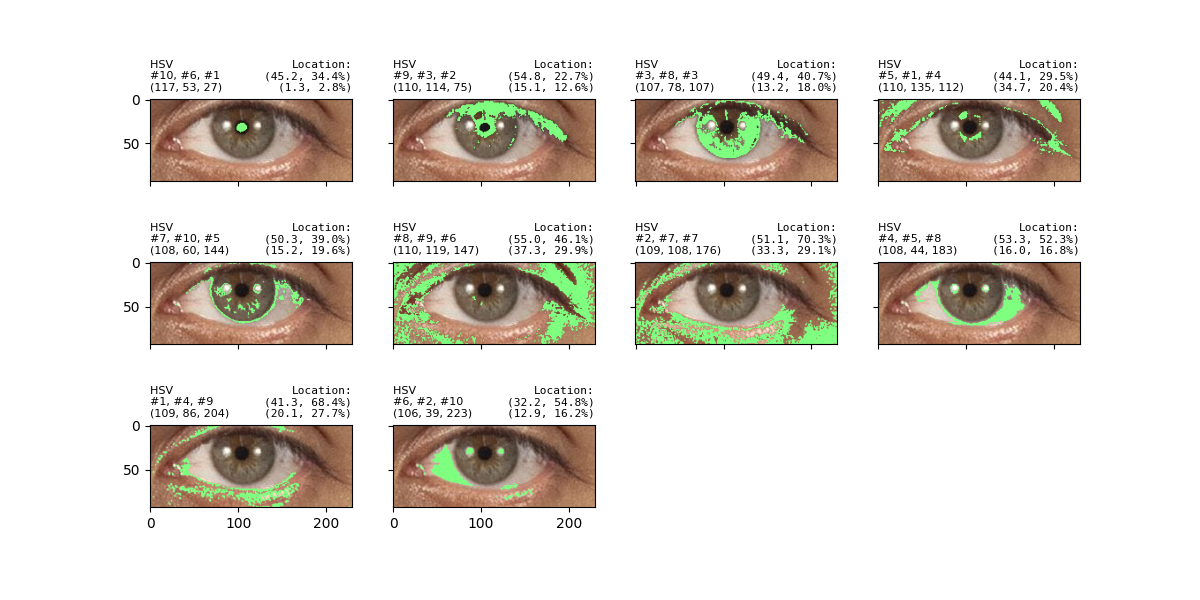 HSV Location:
#10, #6, #1 (45.2, 34.4%)
(117, 53, 27) (1.3, 2.8%)
HSV Location:
#9, #3, #2 (54.8, 22.7%)
(110, 114, 75) (15.1, 12.6%)
HSV Location:
#3, #8, #3 (49.4, 40.7%)
(107, 78, 107) (13.2, 18.0%)
HSV Location:
#5, #1, #4 (44.1, 29.5%)
(110, 135, 112) (34.7, 20.4%)
0
50
HSV Location:
#7, #10, #5 (50.3, 39.0%)
(108, 60, 144) (15.2, 19.6%)
HSV Location:
#8, #9, #6 (55.0, 46.1%)
(110, 119, 147) (37.3, 29.9%)
HSV Location:
#2, #7, #7 (51.1, 70.3%)
(109, 108, 176) (33.3, 29.1%)
HSV Location:
#4, #5, #8 (53.3, 52.3%)
(108, 44, 183) (16.0, 16.8%)
0
50
HSV Location:
#1, #4, #9 (41.3, 68.4%)
(109, 86, 204) (20.1, 27.7%)
HSV Location:
#6, #2, #10 (32.2, 54.8%)
(106, 39, 223) (12.9, 16.2%)
0
50
0 100 200
0 100 200